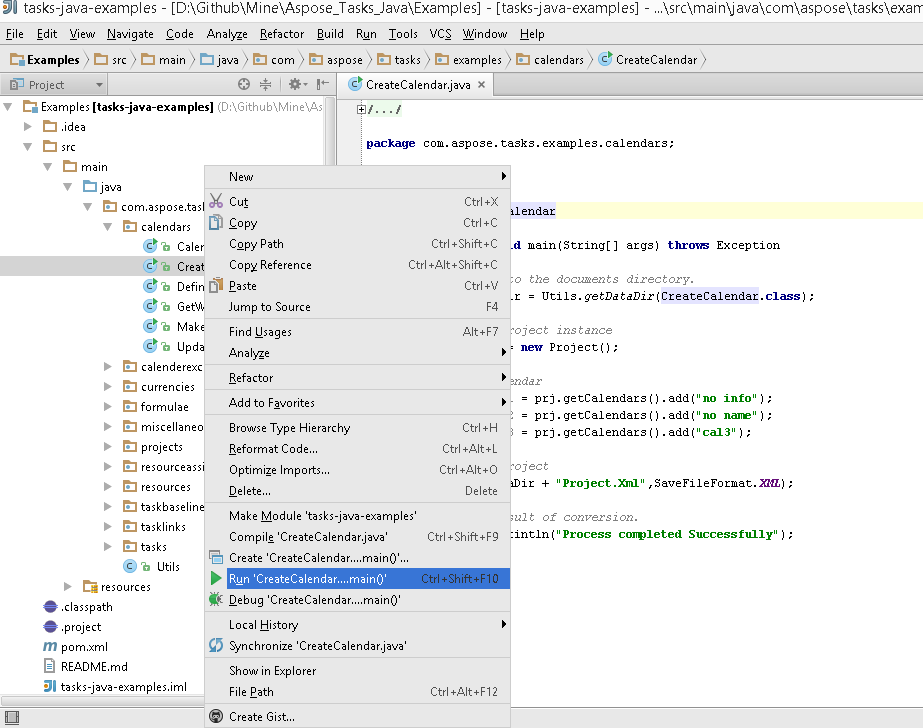 tasks-java-examples - [D:\Github\Mine\Aspose_Tasks_Java\Examples] - [tasks-java-examples] - ...\src\main\java\com\aspose\tasks\exam
File Edit View Navigate Code Analyze Refactor Build Run Tools VCS Window Help
Examples src main java com aspose tasks examples calendars CreateCalendar
Project
CreateCalendar.java
Examples [tasks-java-examples] (D:\Github\Mine\As
.idea
src
main
java
com.aspose.tasl
calendars
Caler
Creat
Defin
GetW
Make
Upda
calenderexc
currencies
formulae
miscellaneo
projects
resourceassi
resources
taskbaseline
tasklinks
tasks
Utils
resources
.classpath
.project
pom.xml
README.md
tasks-java-examples.iml
New
Cut Ctrl+X
Copy Ctrl+C
Copy Path Ctrl+Shift+C
Copy Reference Ctrl+Alt+Shift+C
Paste Ctrl+V
Jump to Source F4
Find Usages Alt+F7
Analyze
Refactor
Add to Favorites
Browse Type Hierarchy Ctrl+H
Reformat Code... Ctrl+Alt+L
Optimize Imports... Ctrl+Alt+O
Delete... Delete
Make Module 'tasks-java-examples'
Compile 'CreateCalendar.java' Ctrl+Shift+F9
Create 'CreateCalendar....main()'...
Run 'CreateCalendar....main()' Ctrl+Shift+F10
Debug 'CreateCalendar....main()'
Local History
Synchronize 'CreateCalendar.java'
Show in Explorer
File Path Ctrl+Alt+F12
Create Gist...
/.../
package com.aspose.tasks.examples.calendars;
alendar
d main(String[] args) throws Exception
to the documents directory.
ir = Utils.getDataDir(CreateCalendar.class);
roject instance
= new Project();
endar
1 = prj.getCalendars().add("no info");
2 = prj.getCalendars().add("no name");
3 = prj.getCalendars().add("cal3");
roject
aDir + "Project.Xml",SaveFileFormat.XML);
sult of conversion.
intln("Process completed Successfully");